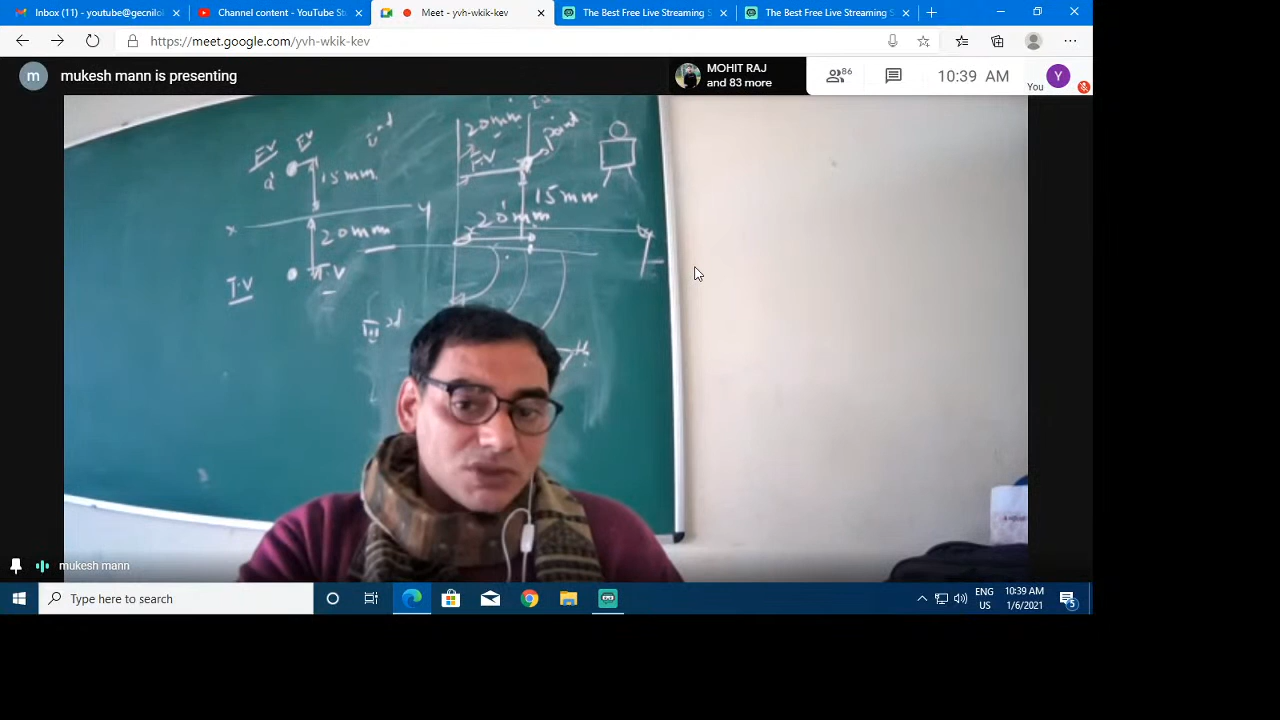 Inbox (11) - youtube@gecnilo
Channel content - YouTube St
Meet - yvh-wkik-kev
The Best Free Live Streaming S
The Best Free Live Streaming S
https://meet.google.com/yvh-wkik-kev
m
mukesh mann is presenting
MOHIT RAJ
and 83 more
86
10:39 AM
You
Y
F.V
a'
15 mm
x
y
20 mm
T.V
T.V
20 mm
F.V
point
15 mm
20 mm
mukesh mann
Type here to search
ENG
US
10:39 AM
1/6/2021
5